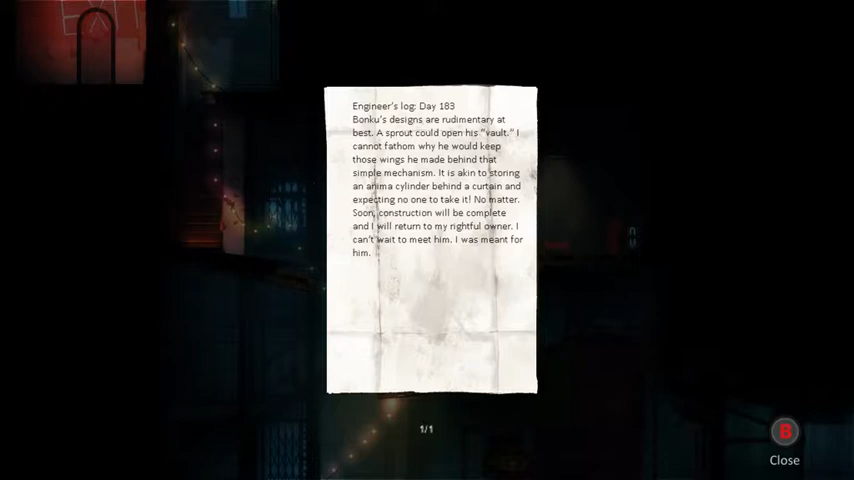 EXIT
Engineer's log: Day 183
Bonku's designs are rudimentary at
best. A sprout could open his "vault." I
cannot fathom why he would keep
those wings he made behind that
simple mechanism. It is akin to storing
an anima cylinder behind a curtain and
expecting no one to take it! No matter.
Soon, construction will be complete
and I will return to my rightful owner. I
can't wait to meet him. I was meant for
him.
1/1
B
Close